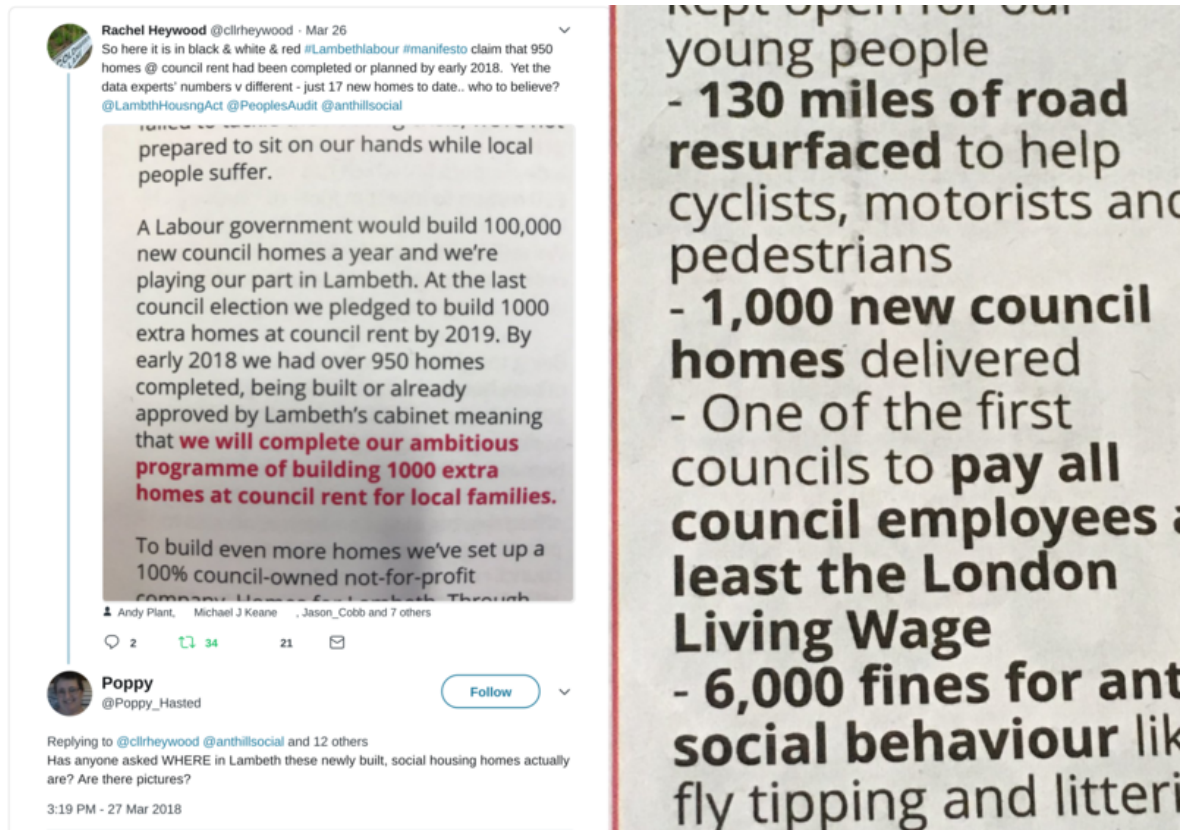 Rachel Heywood @cllrheywood · Mar 26
So here it is in black & white & red #Lambethlabour #manifesto claim that 950
homes @ council rent had been completed or planned by early 2018. Yet the
data experts' numbers v different - just 17 new homes to date.. who to believe?
@LambthHousngAct @PeoplesAudit @anthillsocial
prepared to sit on our hands while local
people suffer.
A Labour government would build 100,000
new council homes a year and we're
playing our part in Lambeth. At the last
council election we pledged to build 1000
extra homes at council rent by 2019. By
early 2018 we had over 950 homes
completed, being built or already
approved by Lambeth's cabinet meaning
that we will complete our ambitious
programme of building 1000 extra
homes at council rent for local families.
To build even more homes we've set up a
100% council-owned not-for-profit
company, Homes for Lambeth. Through
Andy Plant, Michael J Keane , Jason_Cobb and 7 others
2 34 21
Poppy
@Poppy_Hasted
Follow
Replying to @cllrheywood @anthillsocial and 12 others
Has anyone asked WHERE in Lambeth these newly built, social housing homes actually
are? Are there pictures?
3:19 PM - 27 Mar 2018
kept open for our
young people
- 130 miles of road
resurfaced to help
cyclists, motorists and
pedestrians
- 1,000 new council
homes delivered
- One of the first
councils to pay all
council employees a
least the London
Living Wage
- 6,000 fines for ant
social behaviour lik
fly tipping and litteri